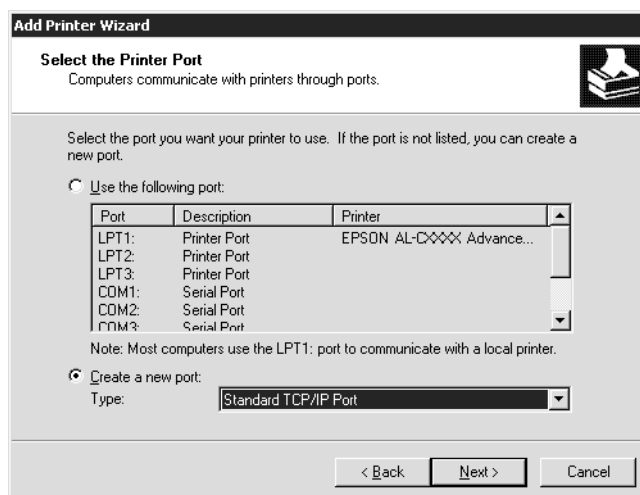 Add Printer Wizard
Select the Printer Port
Computers communicate with printers through ports.
Select the port you want your printer to use.  If the port is not listed, you can create a
new port.
Use the following port:
Port Description Printer
LPT1: Printer Port EPSON AL-CXXXX Advance...
LPT2: Printer Port
LPT3: Printer Port
COM1: Serial Port
COM2: Serial Port
COM3: Serial Port
Note: Most computers use the LPT1: port to communicate with a local printer.
Create a new port:
Type: Standard TCP/IP Port
< Back Next > Cancel